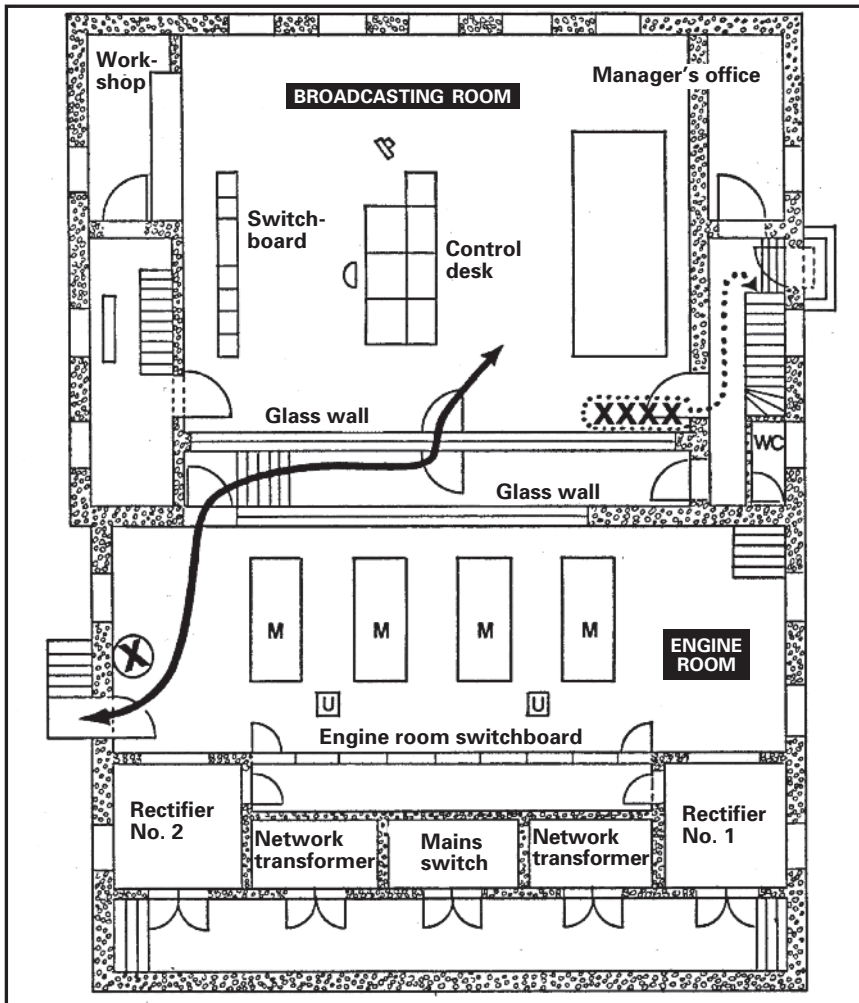 Work-
shop
BROADCASTING ROOM
Manager's office
Switch-
board
Control
desk
Glass wall
XXXX
WC
Glass wall
X
M
M
M
M
ENGINE
ROOM
U
U
Engine room switchboard
Rectifier
No. 2
Network
transformer
Mains
switch
Network
transformer
Rectifier
No. 1